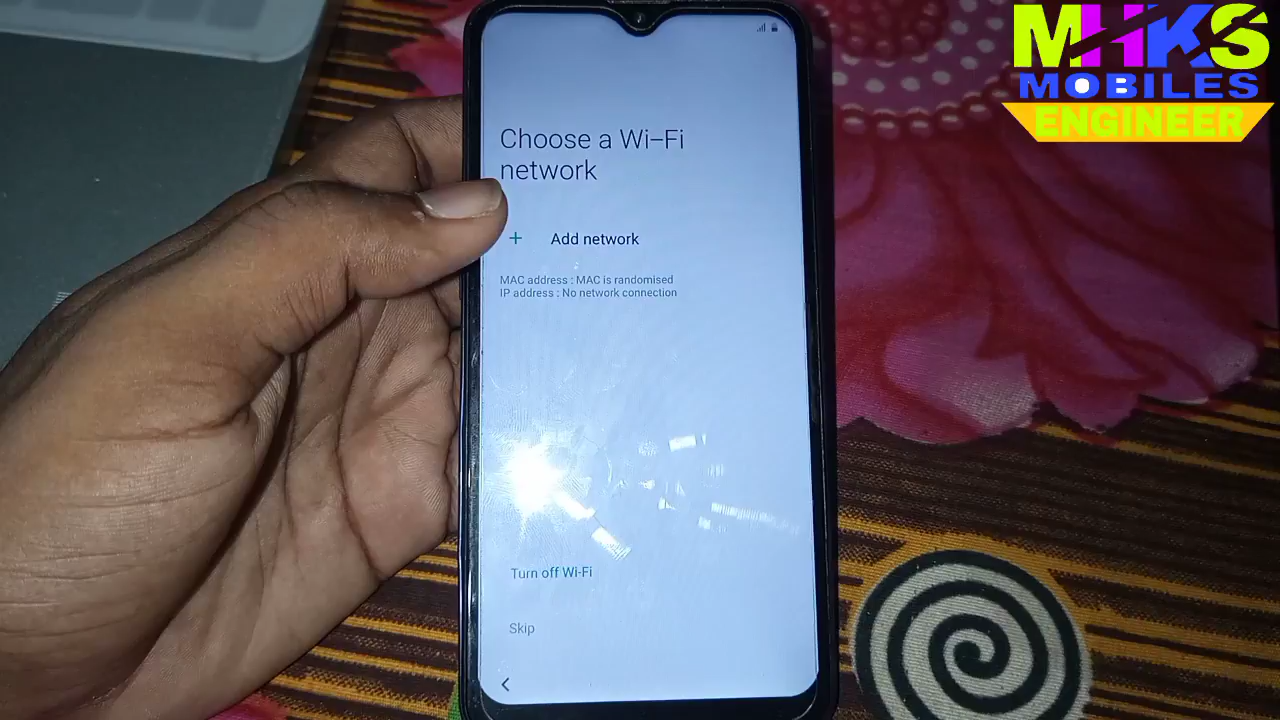 MHKS
MOBILES
ENGINEER
Choose a Wi-Fi
network
+ Add network
MAC address : MAC is randomised
IP address : No network connection
Turn off Wi-Fi
Skip